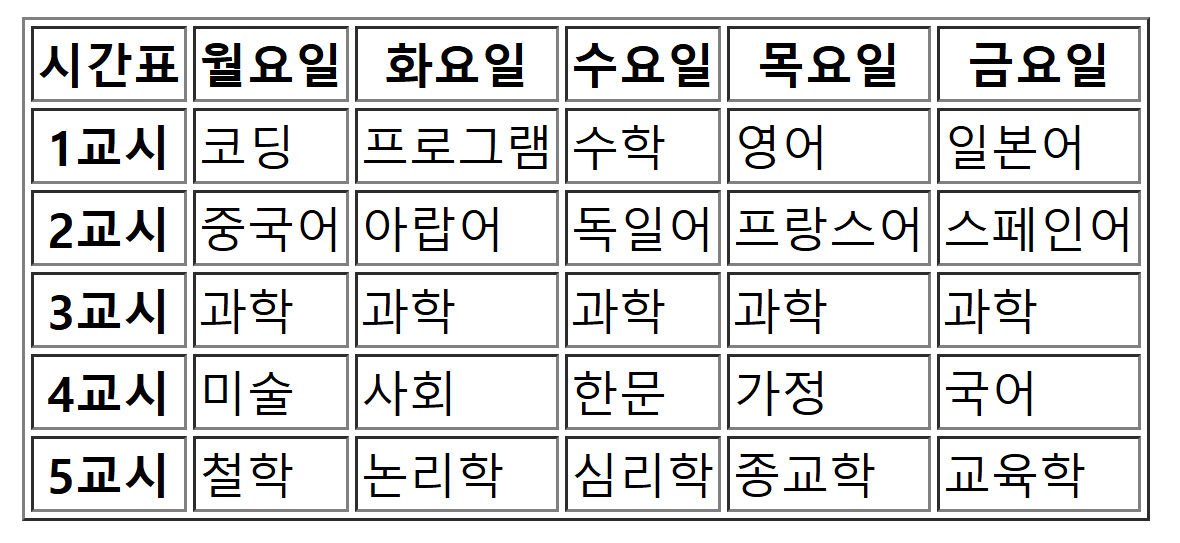 시간표 월요일 화요일 수요일 목요일 금요일
1교시 코딩 프로그램 수학 영어 일본어
2교시 중국어 아랍어 독일어 프랑스어 스페인어
3교시 과학 과학 과학 과학 과학
4교시 미술 사회 한문 가정 국어
5교시 철학 논리학 심리학 종교학 교육학